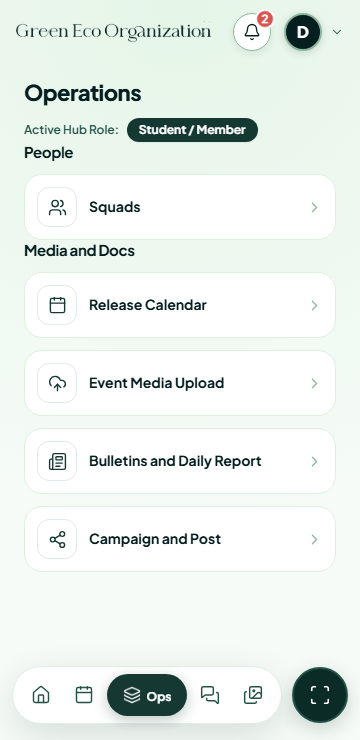 Green Eco Organization
2
D
Operations
Active Hub Role:
Student / Member
People
Squads
Media and Docs
Release Calendar
Event Media Upload
Bulletins and Daily Report
Campaign and Post
Ops